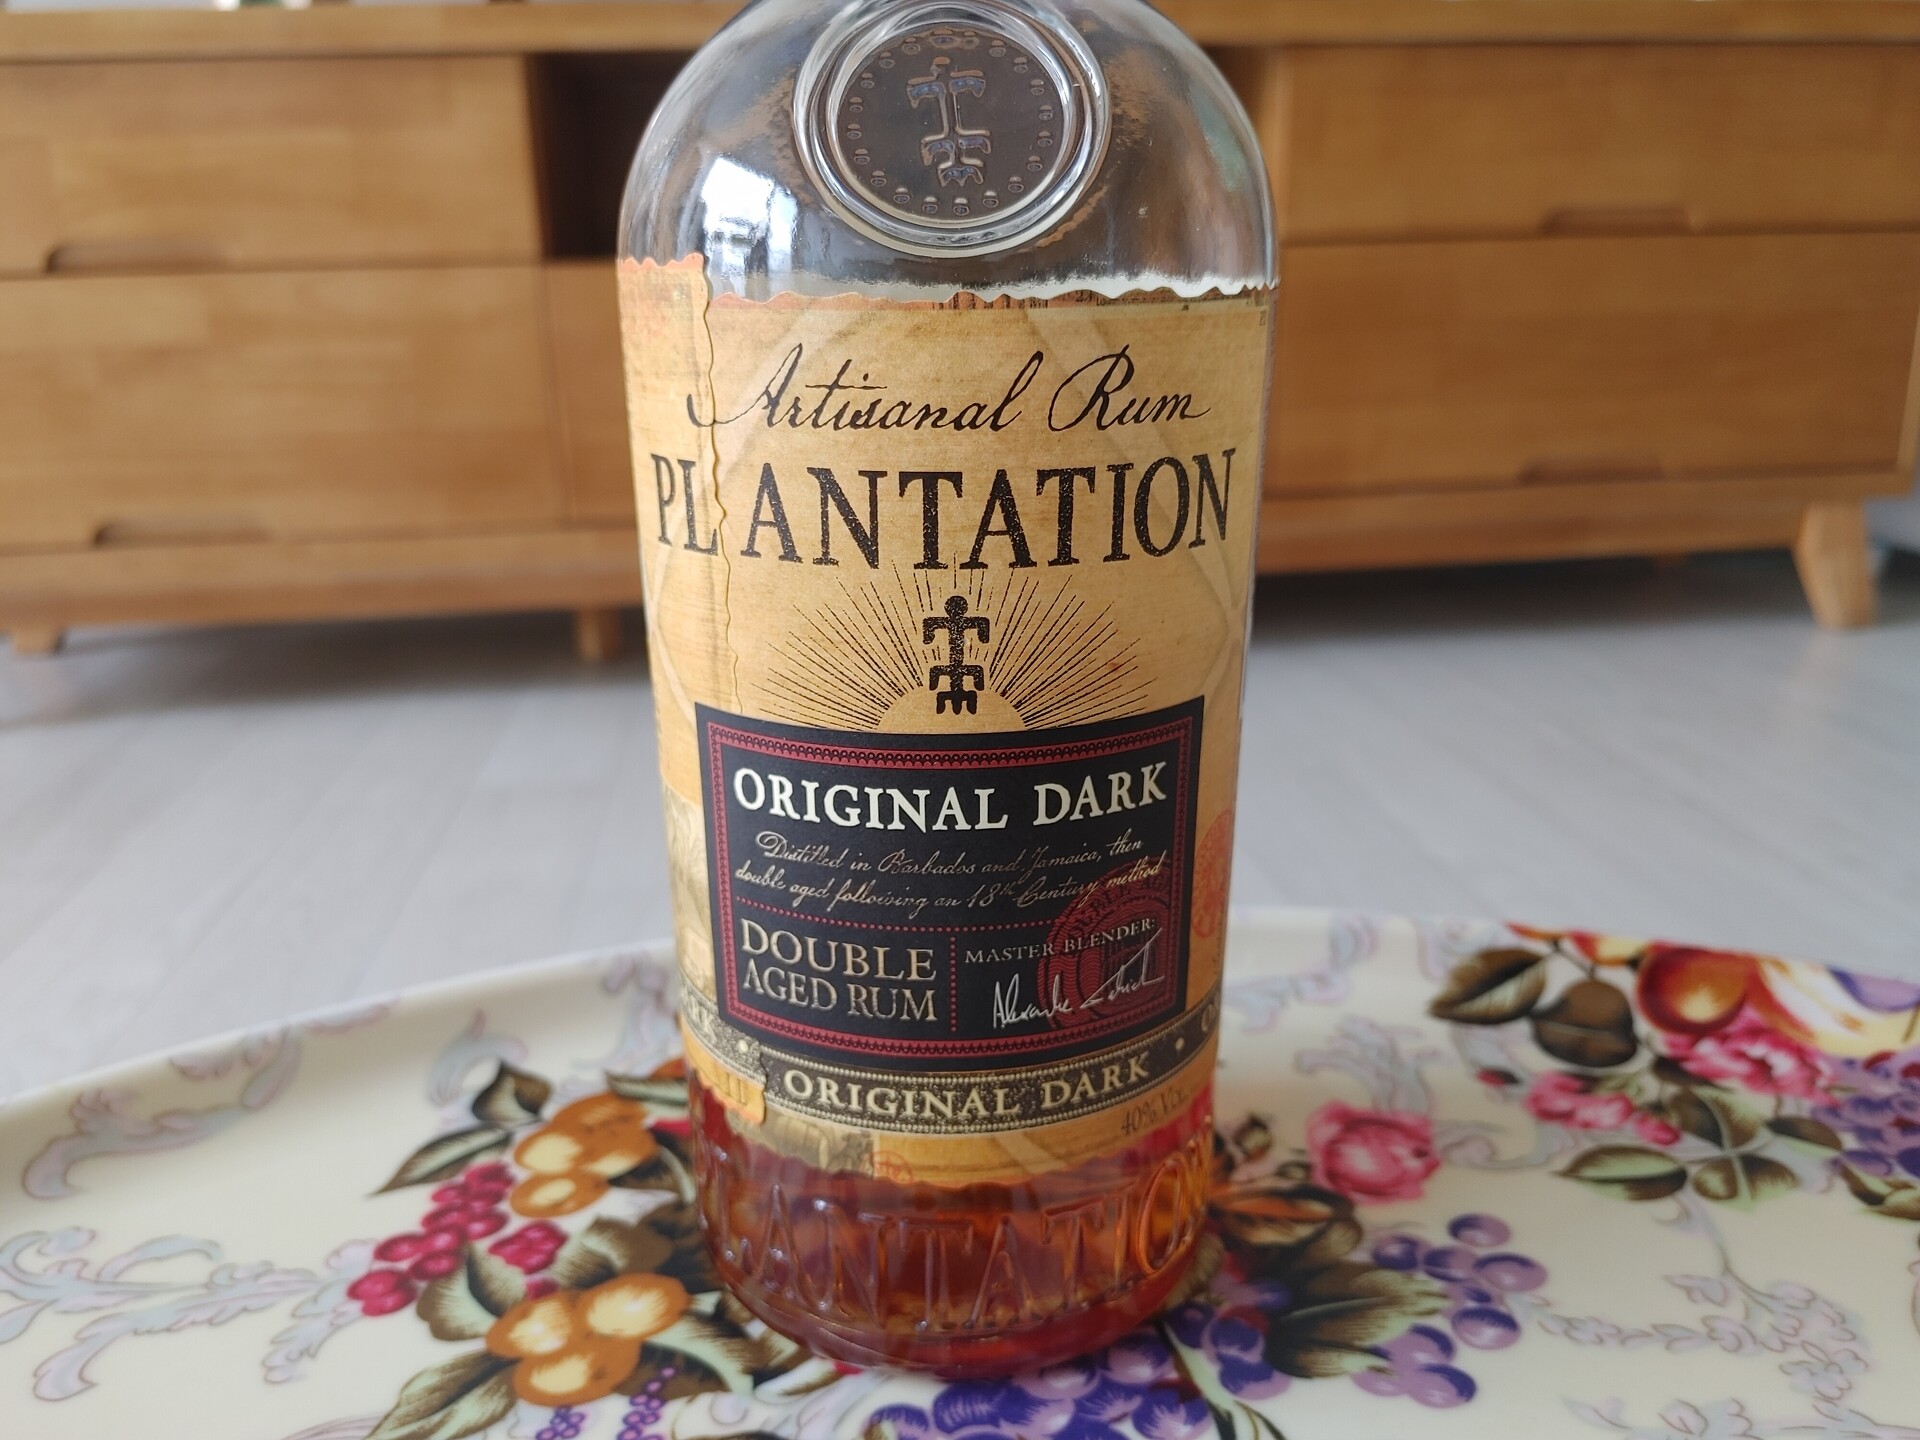 Artisanal Rum
PLANTATION
ORIGINAL DARK
Distilled in Barbados and Jamaica, then
double aged following an 18th Century method
DOUBLE
AGED RUM
MASTER BLENDER:
ORIGINAL DARK
40% Vol.
PLANTATION